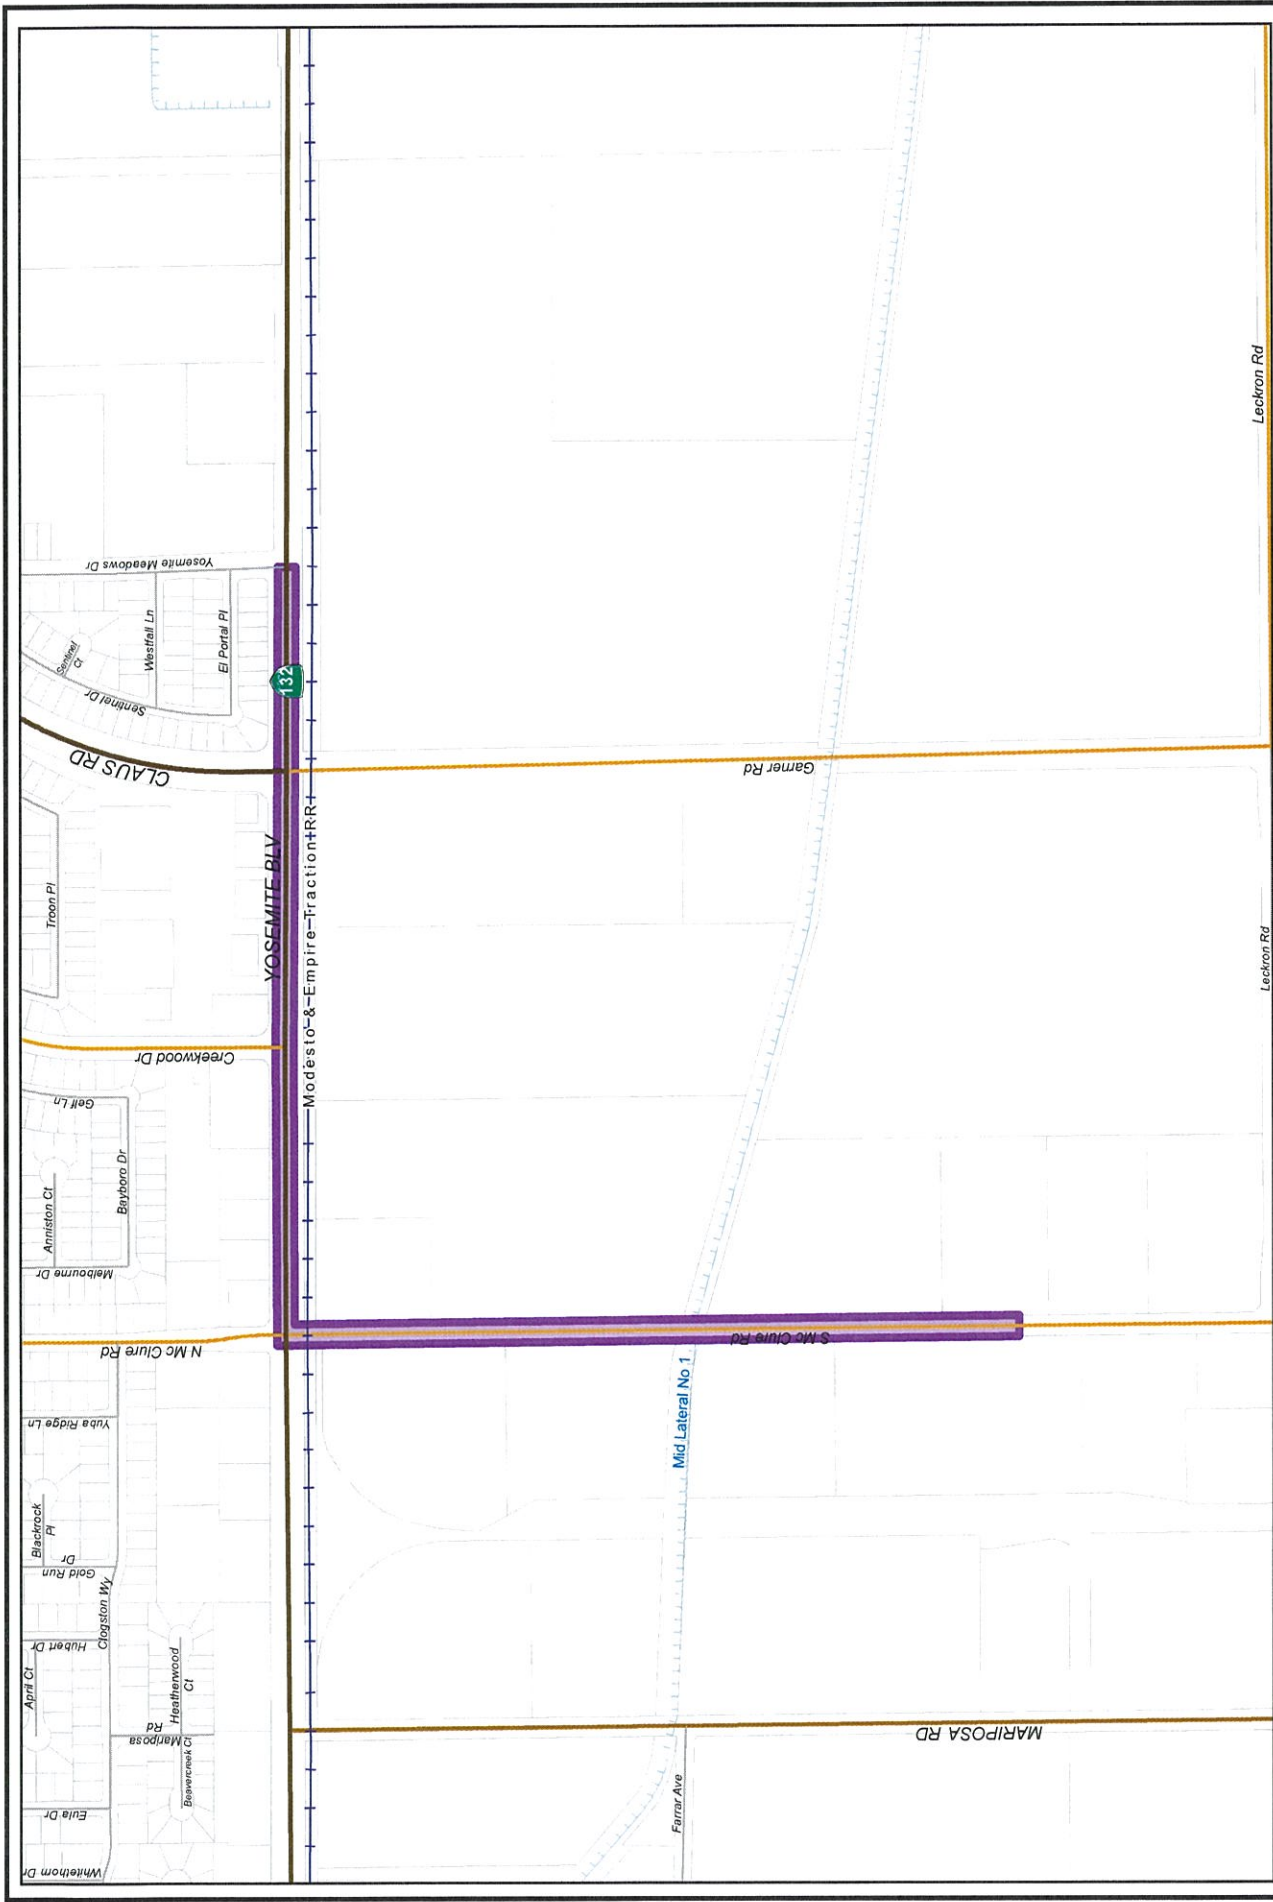 Whitethorn Dr
Eula Dr
April Ct
Hubert Dr
Gold Run
Dr
Blackrock
Pl
Yuba Ridge Ln
Clogston Wy
Beavercreek Ct
Mariposa
Rd
Heatherwood
Ct
N Mc Clure Rd
Melbourne Dr
Anniston Ct
Bayboro Dr
Gelf Ln
Creekwood Dr
Troon Pl
CLAUS RD
Sentinel Dr
Sentinel
Ct
Westfall Ln
El Portal Pl
Yosemite Meadows Dr
YOSEMITE BLV
132
Modesto & Empire Traction RR
Farrar Ave
Mid Lateral No 1
S Mc Clure Rd
Garner Rd
MARIPOSA RD
Leckron Rd
Leckron Rd